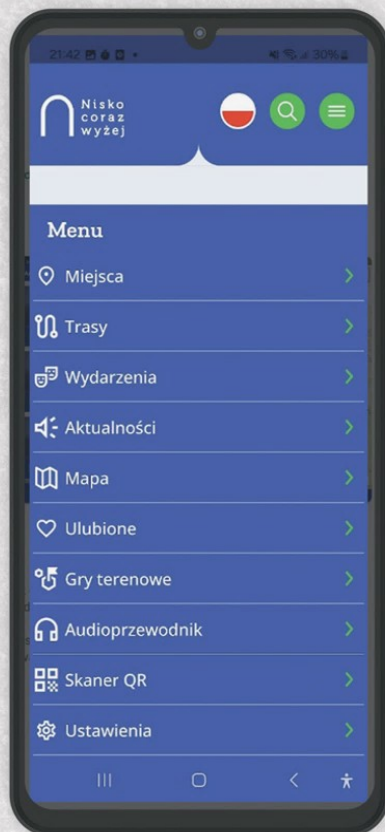 21:42
30%
Nisko
coraz
wyżej
Menu
Miejsca
Trasy
Wydarzenia
Aktualności
Mapa
Ulubione
Gry terenowe
Audioprzewodnik
Skaner QR
Ustawienia